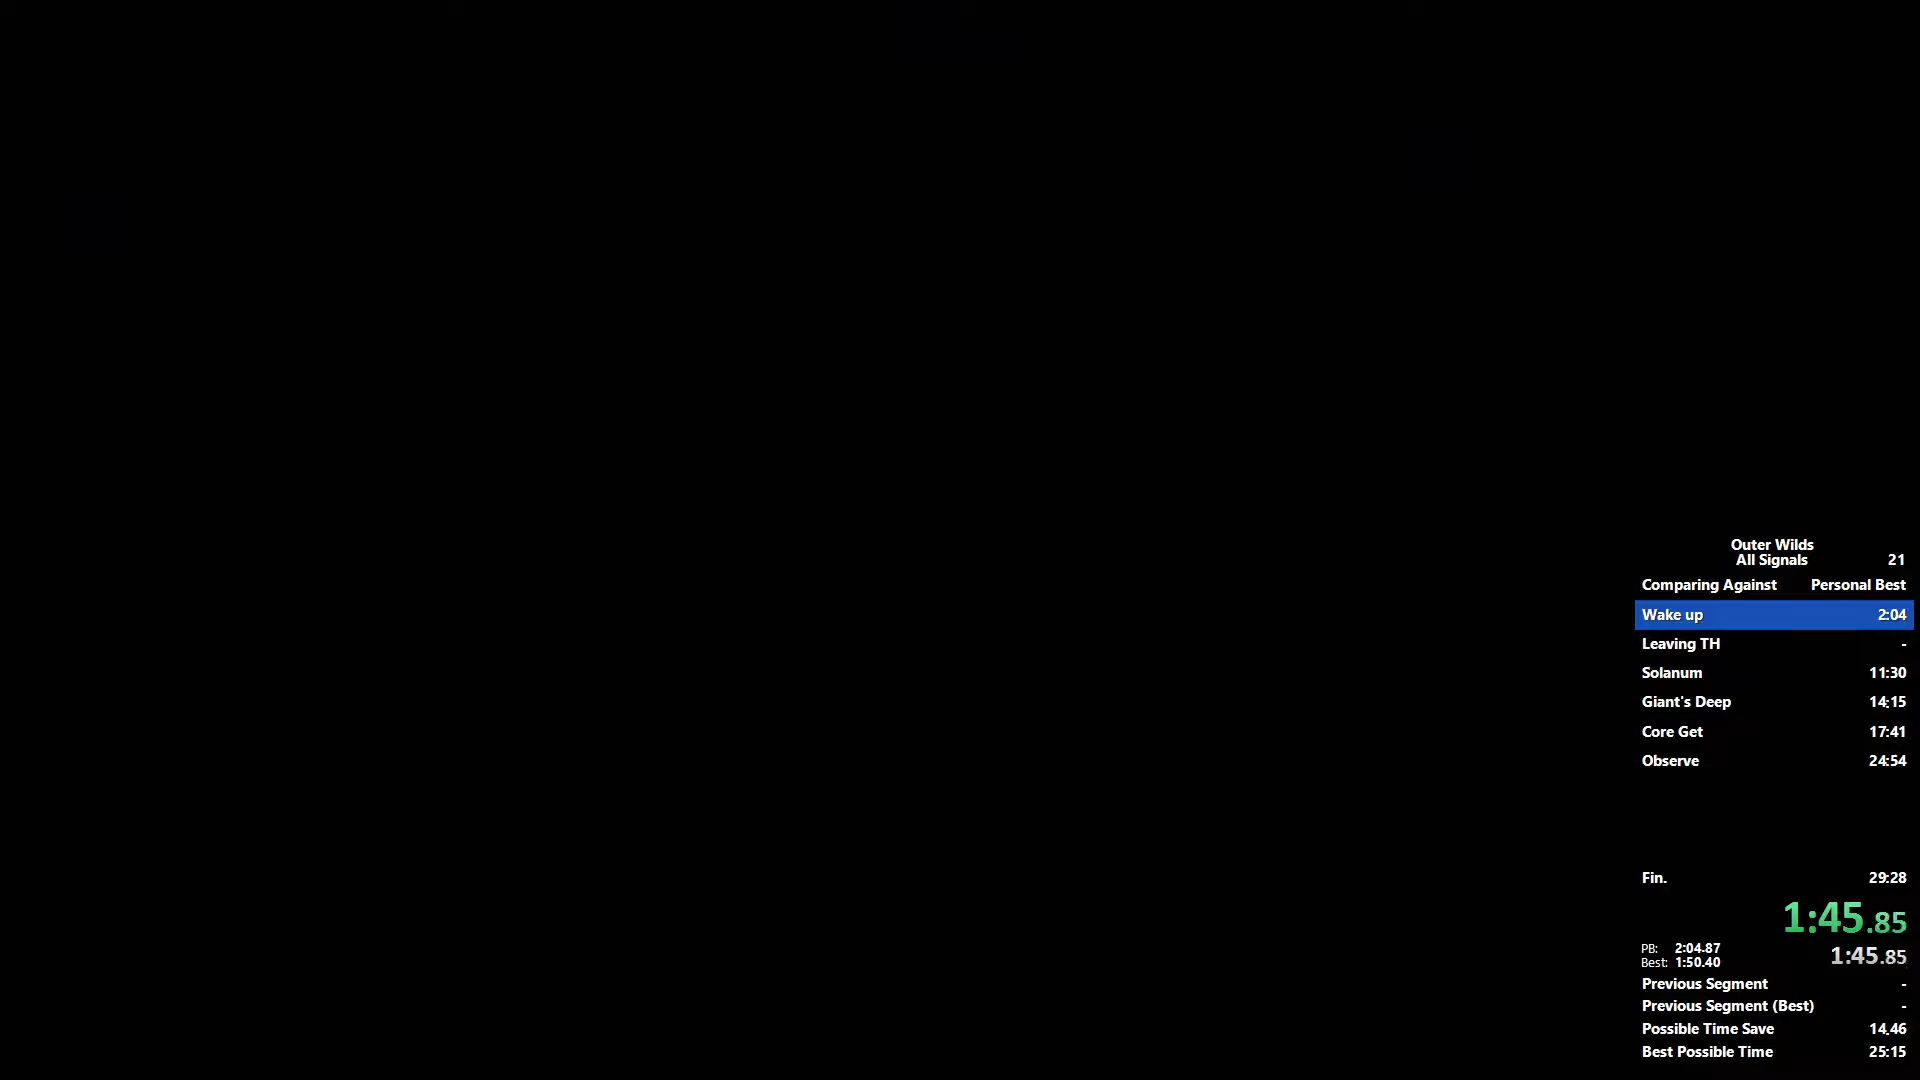 Outer Wilds
All Signals 21
Comparing Against Personal Best
Wake up 2:04
Leaving TH -
Solanum 11:30
Giant's Deep 14:15
Core Get 17:41
Observe 24:54
Fin. 29:28
1:45.85
PB: 2:04.87
Best: 1:50.40 1:45.85
Previous Segment -
Previous Segment (Best) -
Possible Time Save 14.46
Best Possible Time 25:15